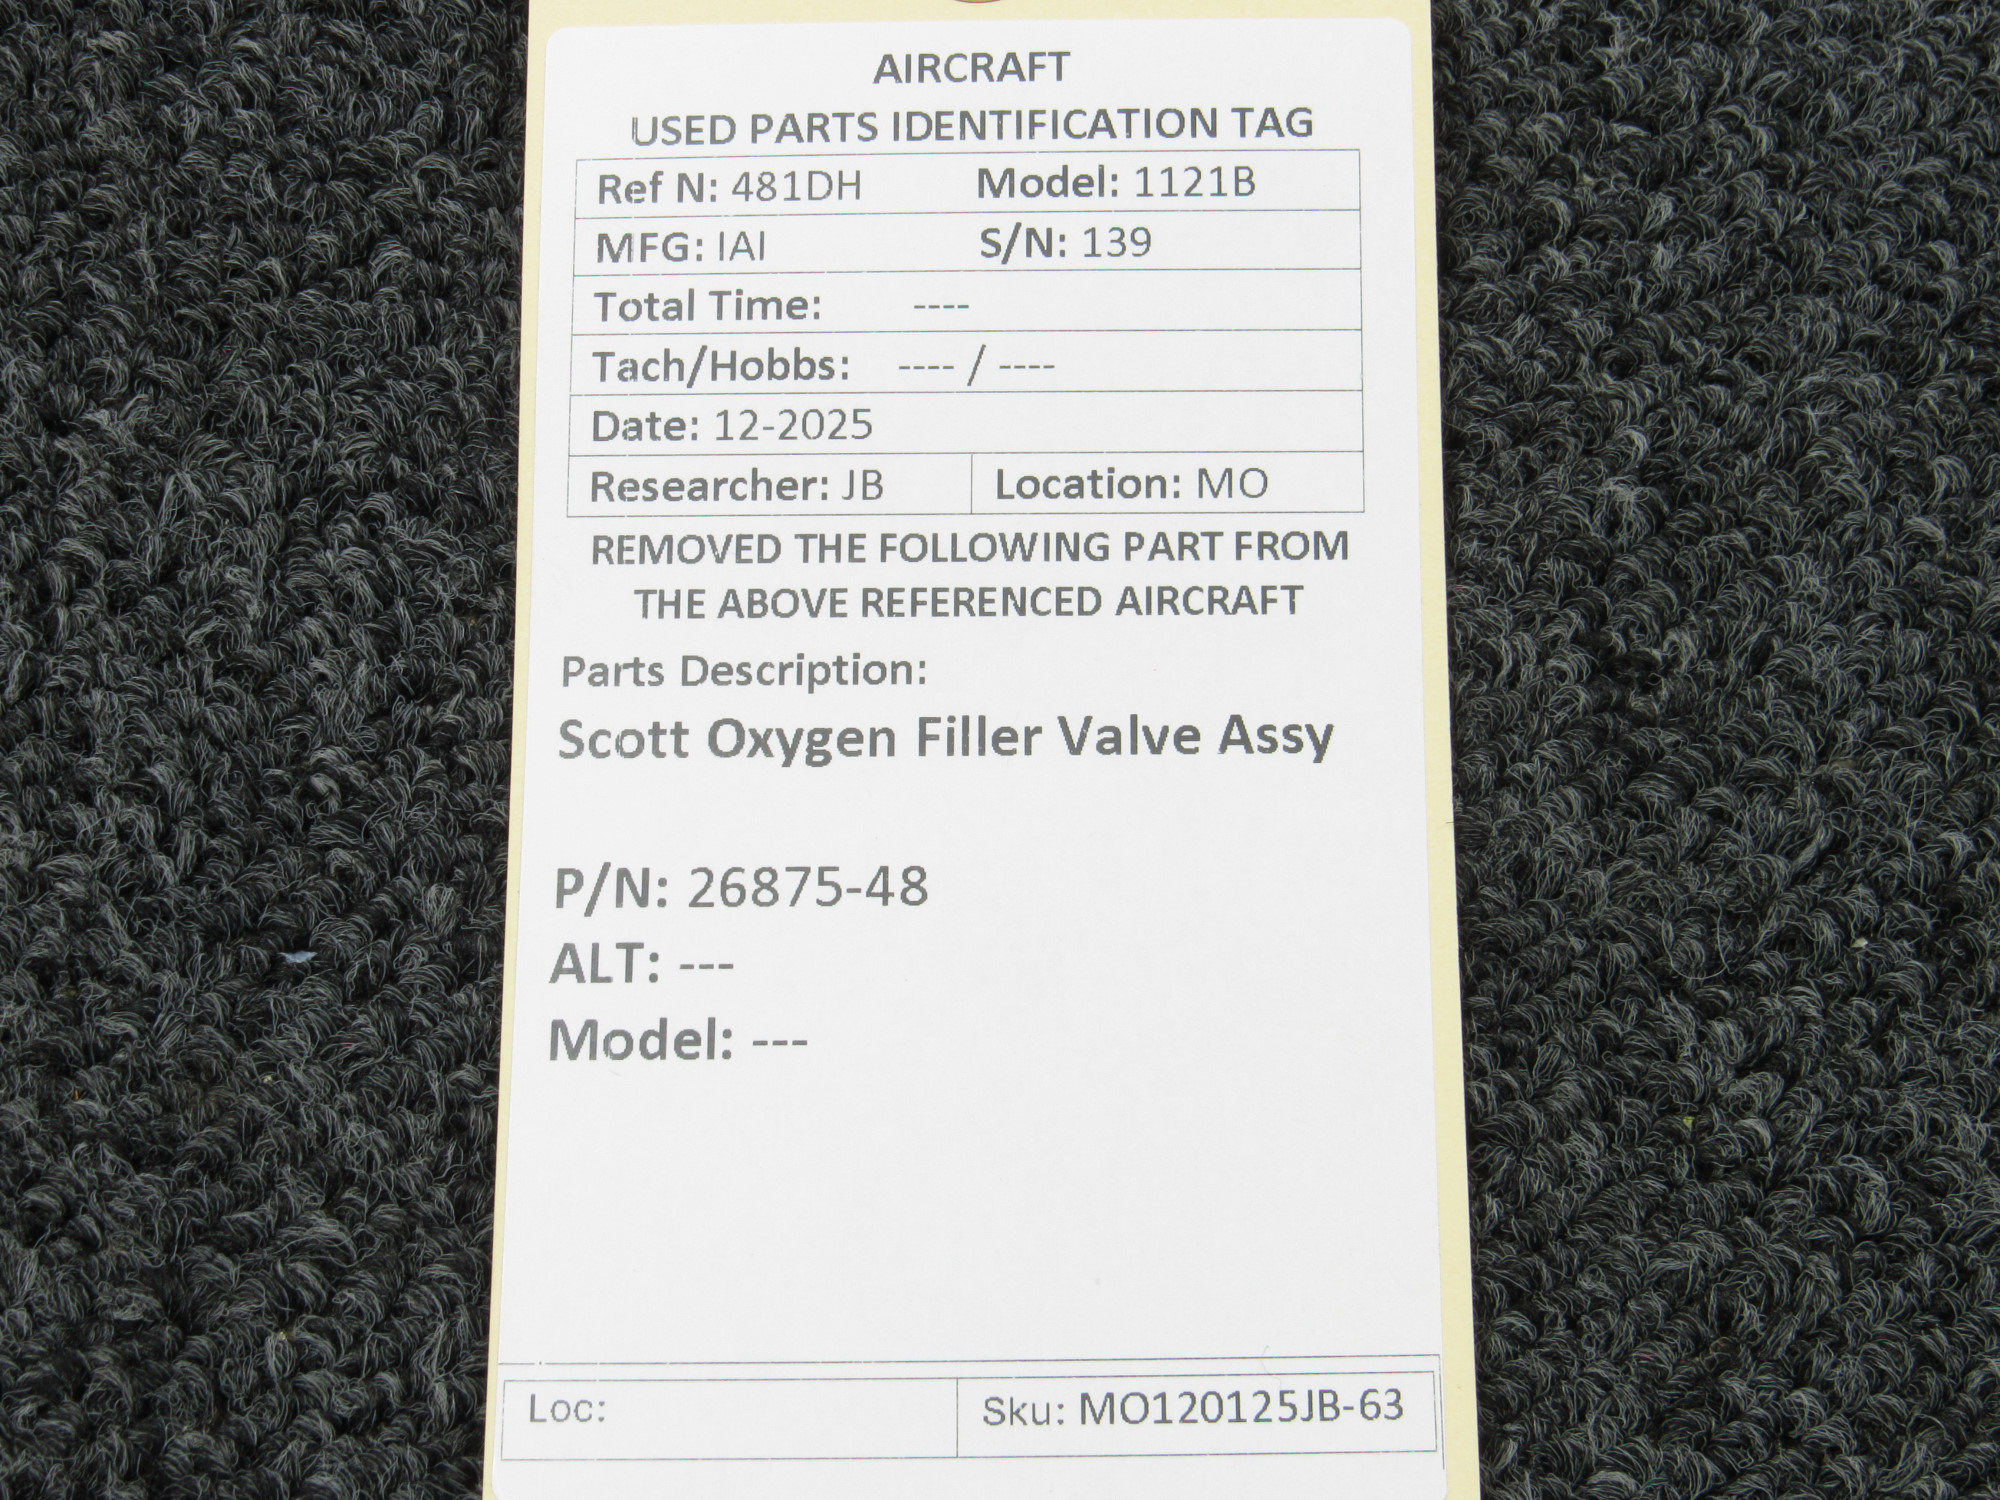 AIRCRAFT
USED PARTS IDENTIFICATION TAG
Ref N: 481DH Model: 1121B
MFG: IAI S/N: 139
Total Time: ----
Tach/Hobbs: ---- / ----
Date: 12-2025
Researcher: JB Location: MO
REMOVED THE FOLLOWING PART FROM
THE ABOVE REFERENCED AIRCRAFT
Parts Description:
Scott Oxygen Filler Valve Assy
P/N: 26875-48
ALT: ---
Model: ---
Loc: Sku: MO120125JB-63